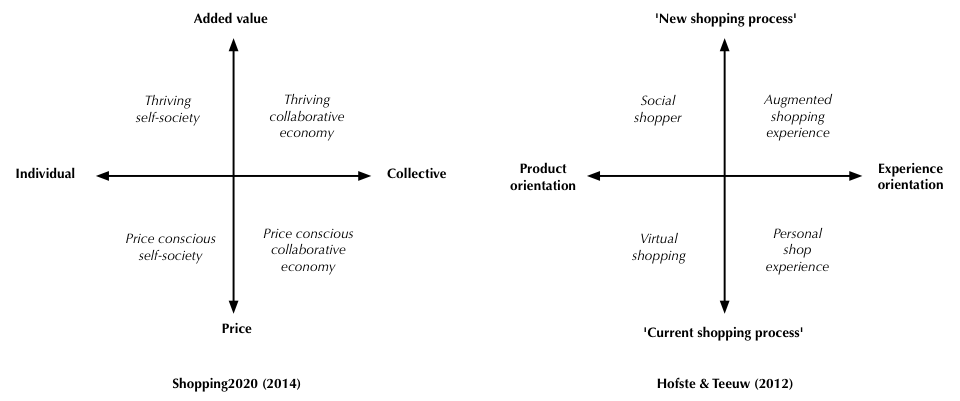 Added value
Thriving
self-society
Thriving
collaborative
economy
Individual
Collective
Price conscious
self-society
Price conscious
collaborative
economy
Price
Shopping2020 (2014)
'New shopping process'
Social
shopper
Augmented
shopping
experience
Product
orientation
Experience
orientation
Virtual
shopping
Personal
shop
experience
'Current shopping process'
Hofste & Teeuw (2012)